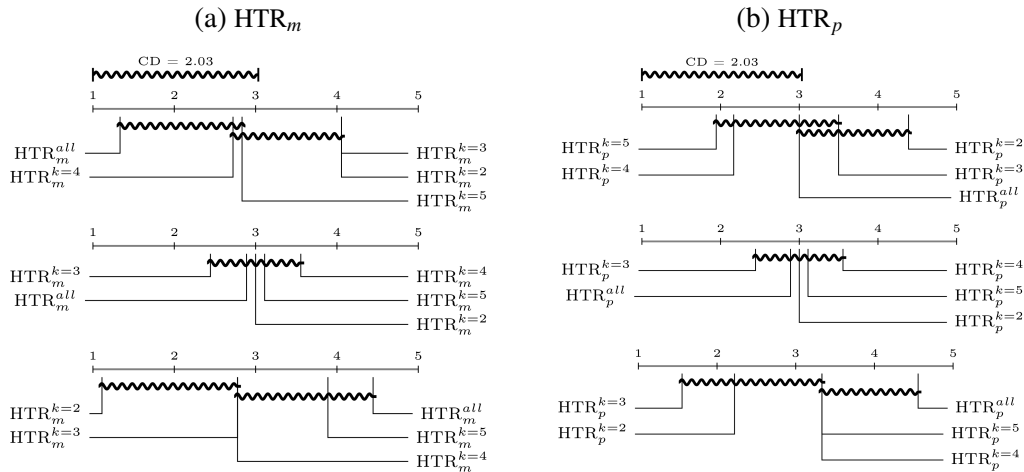 (a) HTR_m
CD = 2.03
1 2 3 4 5
HTR_m^{all} HTR_m^{k=3}
HTR_m^{k=4} HTR_m^{k=2}
HTR_m^{k=5}
1 2 3 4 5
HTR_m^{k=3} HTR_m^{k=4}
HTR_m^{all} HTR_m^{k=5}
HTR_m^{k=2}
1 2 3 4 5
HTR_m^{k=2} HTR_m^{all}
HTR_m^{k=3} HTR_m^{k=5}
HTR_m^{k=4}
(b) HTR_p
CD = 2.03
1 2 3 4 5
HTR_p^{k=5} HTR_p^{k=2}
HTR_p^{k=4} HTR_p^{k=3}
HTR_p^{all}
1 2 3 4 5
HTR_p^{k=3} HTR_p^{k=4}
HTR_p^{all} HTR_p^{k=5}
HTR_p^{k=2}
1 2 3 4 5
HTR_p^{k=3} HTR_p^{all}
HTR_p^{k=2} HTR_p^{k=5}
HTR_p^{k=4}